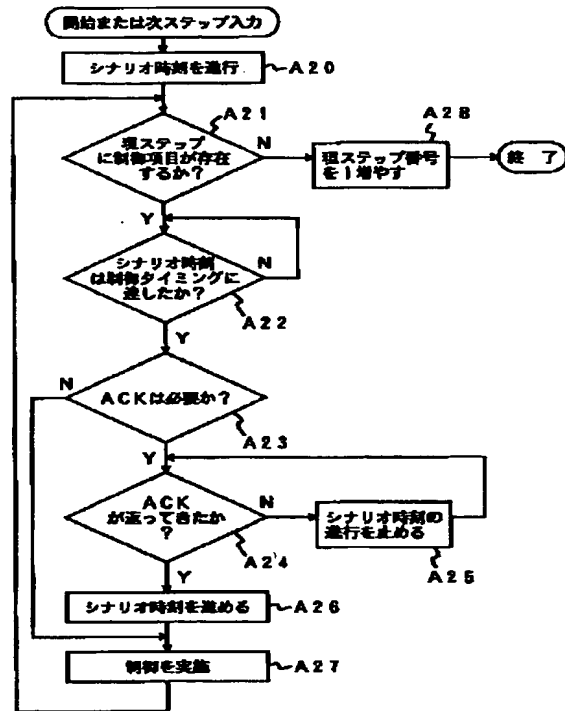 開始または次ステップ入力
シナリオ時刻を進行
A20
A21
現ステップ
に制御項目が存在
するか?
N
A28
現ステップ番号
を1増やす
終 了
Y
シナリオ時刻
は制御タイミングに
達したか?
N
A22
Y
N
ACKは必要か?
A23
Y
ACK
が返ってきたか
?
N
シナリオ時刻の
進行を止める
A24
A25
Y
シナリオ時刻を進める
A26
制御を実施
A27